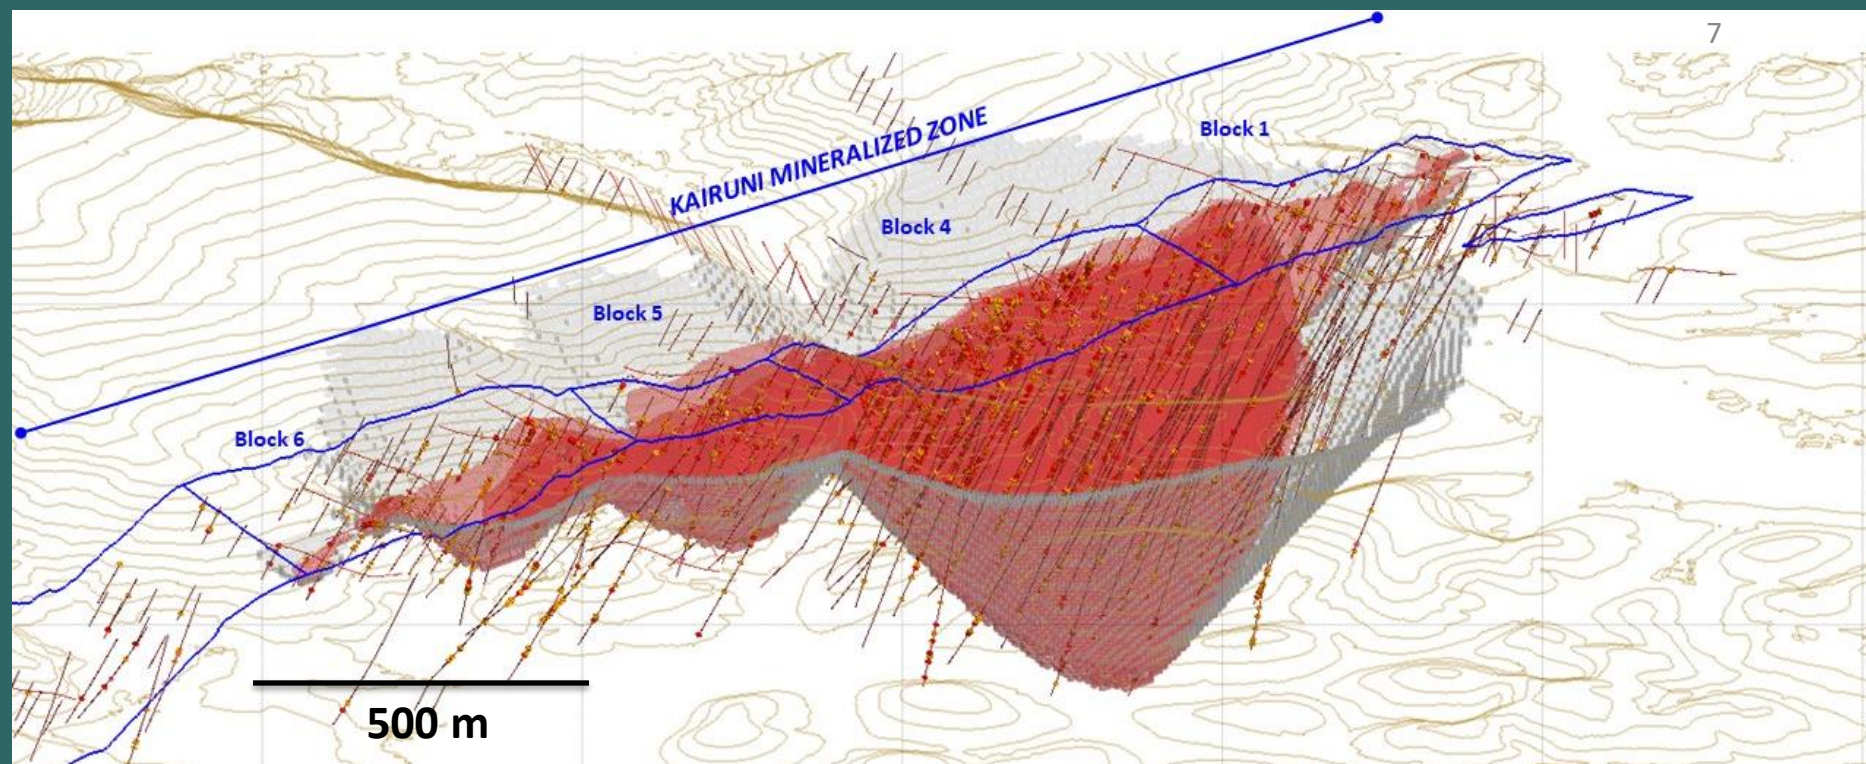 7
KAIRUNI MINERALIZED ZONE
Block 1
Block 4
Block 5
Block 6
500 m